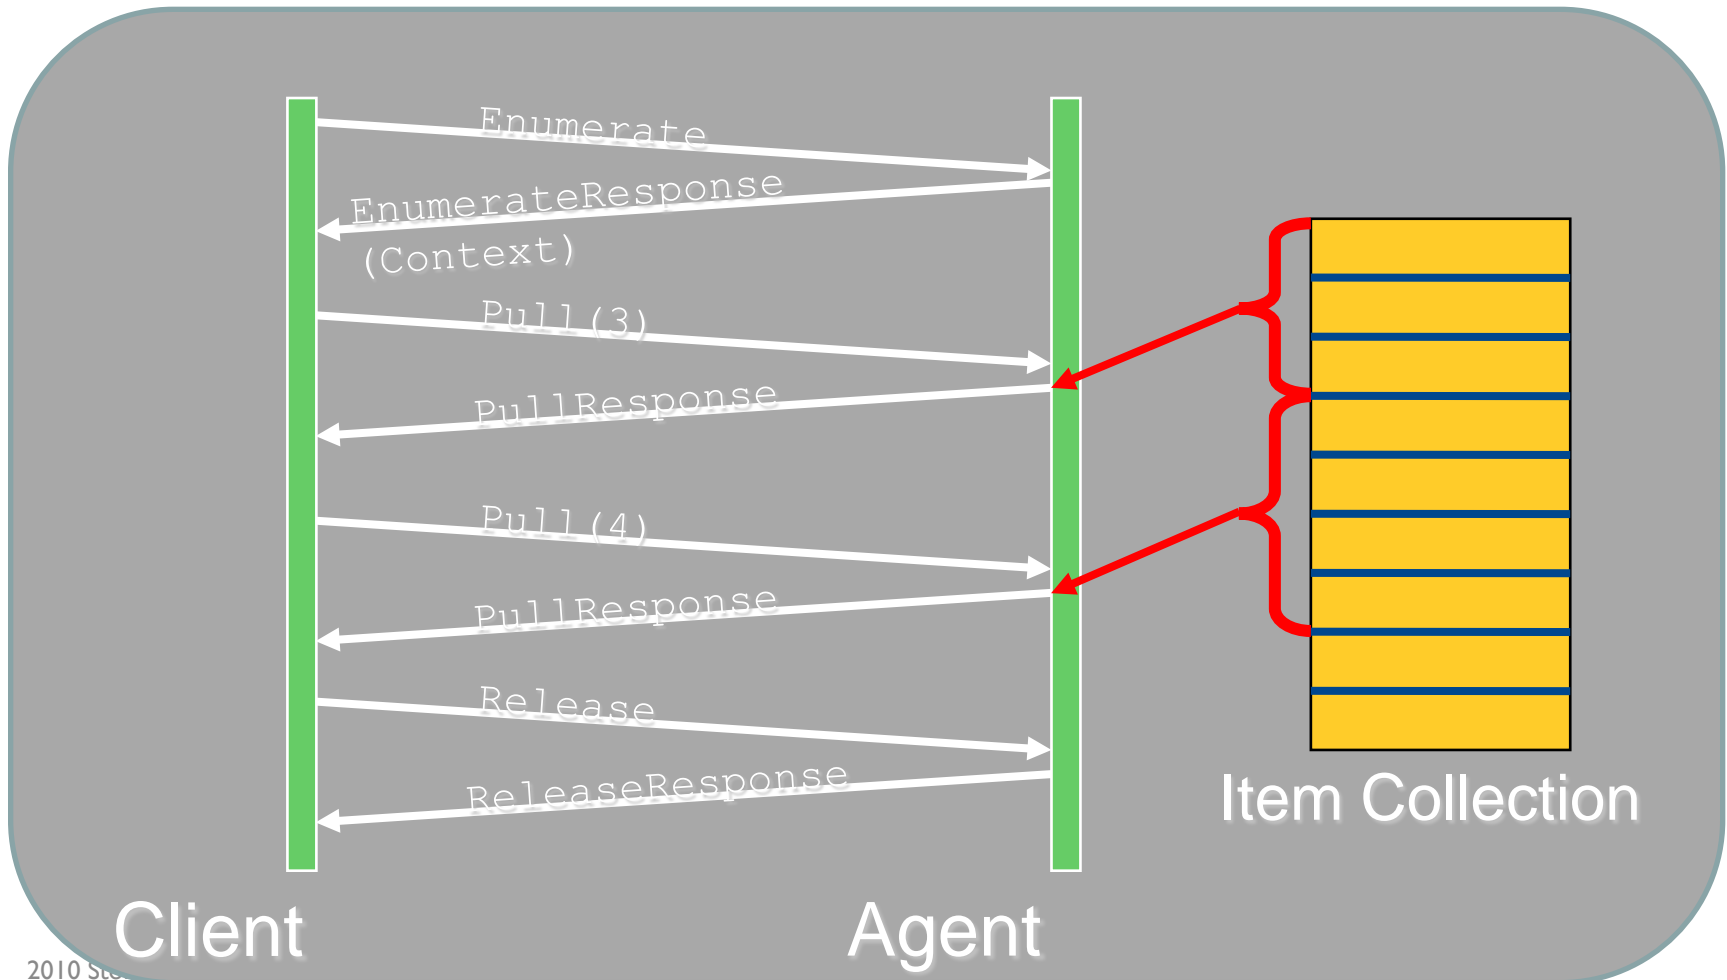 Enumerate
EnumerateResponse
(Context)
Pull(3)
PullResponse
Pull(4)
PullResponse
Release
ReleaseResponse
Item Collection
Client
Agent
2010